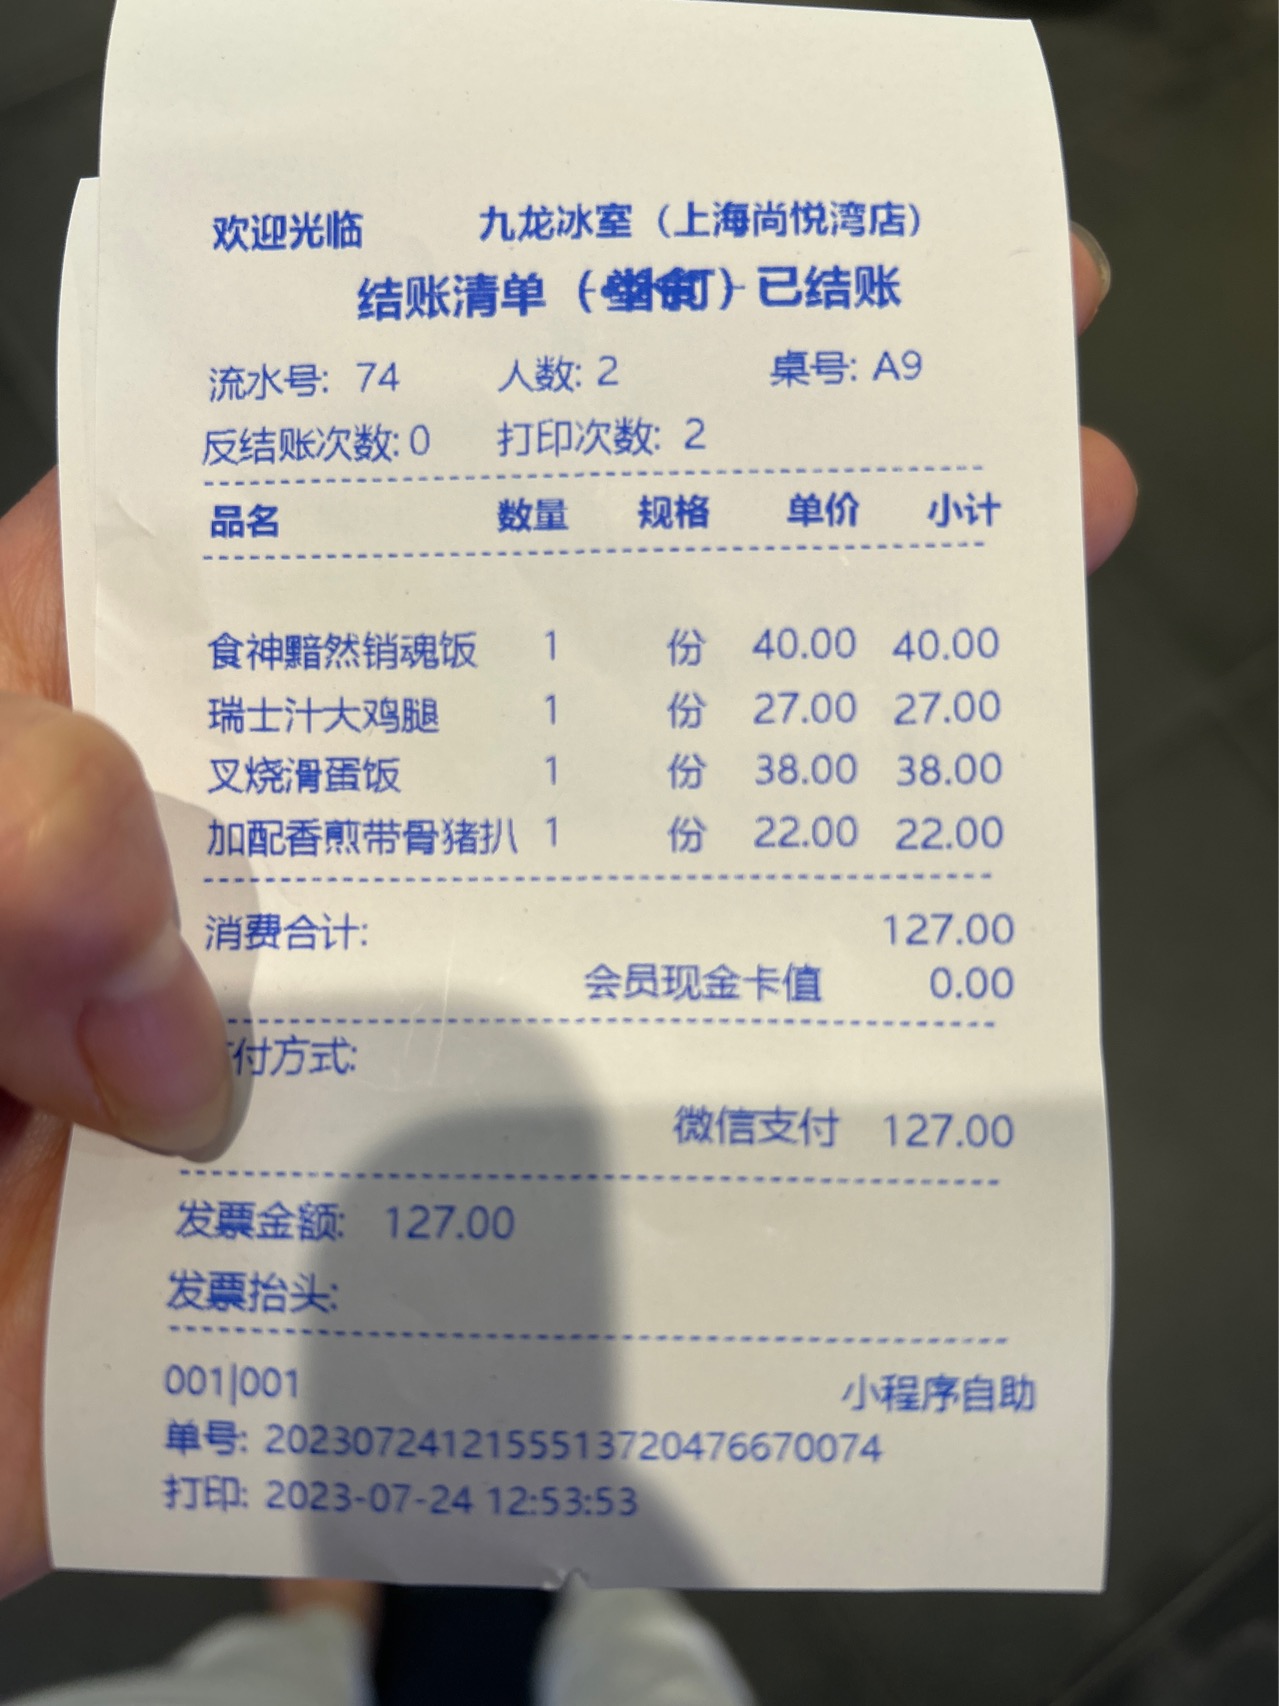 欢迎光临 九龙冰室（上海尚悦湾店）
结账清单（）已结账
流水号: 74 人数: 2 桌号: A9
反结账次数: 0 打印次数: 2
品名 数量 规格 单价 小计
食神黯然销魂饭 1 份 40.00 40.00
瑞士汁大鸡腿 1 份 27.00 27.00
叉烧滑蛋饭 1 份 38.00 38.00
加配香煎带骨猪扒 1 份 22.00 22.00
消费合计: 127.00
会员现金卡值 0.00
付方式:
微信支付 127.00
发票金额: 127.00
发票抬头:
001|001 小程序自助
单号: 2023072412155513720476670074
打印: 2023-07-24 12:53:53